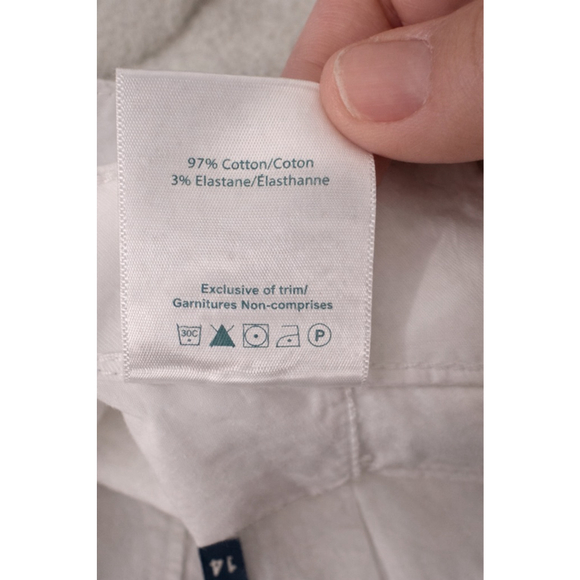 97% Cotton/Coton
3% Elastane/Élasthanne
Exclusive of trim/
Garnitures Non-comprises
30C P
14